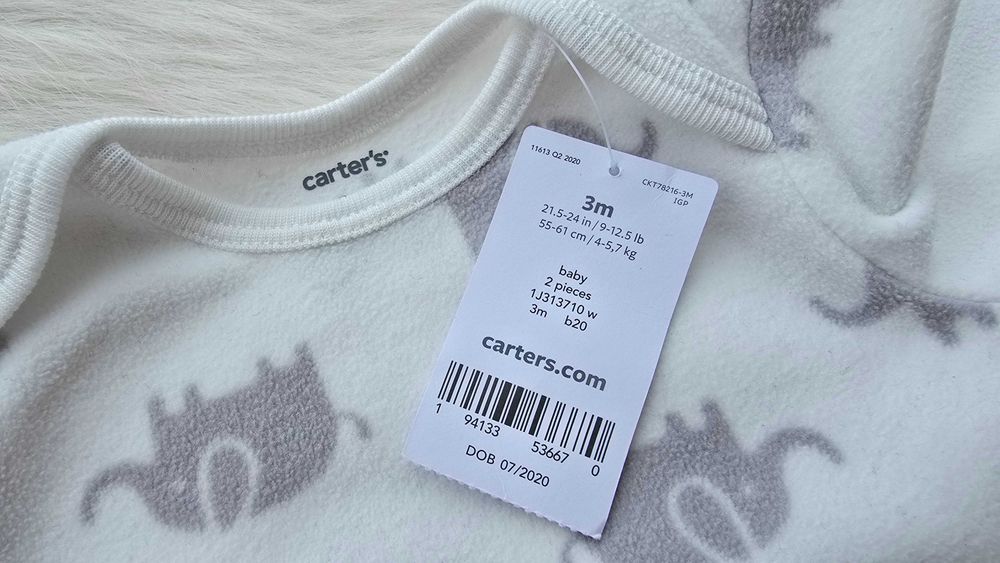 carter's
11613 Q2 2020
CKT78216-3M
IGP
3m
21.5-24 in / 9-12.5 lb
55-61 cm / 4-5,7 kg
baby
2 pieces
1J313710 w
3m b20
carters.com
1 94133 53667 0
DOB 07/2020